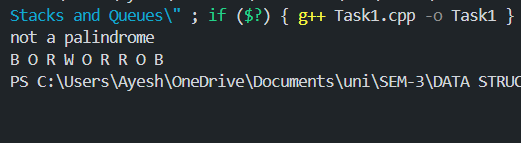 Stacks and Queues\" ; if ($?) { g++ Task1.cpp -o Task1 }
not a palindrome
B O R W O R R O B
PS C:\Users\Ayesh\OneDrive\Documents\uni\SEM-3\DATA STRUC